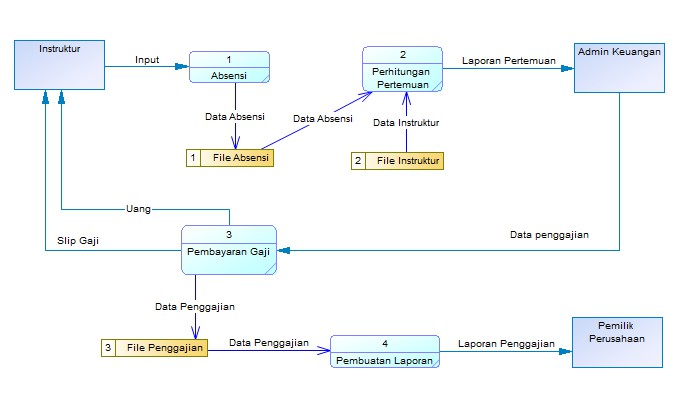 Instruktur
Input
1
Absensi
2
Perhitungan
Pertemuan
Laporan Pertemuan
Admin Keuangan
Data Absensi
Data Absensi
Data Instruktur
1 File Absensi
2 File Instruktur
Uang
Slip Gaji
3
Pembayaran Gaji
Data penggajian
Data Penggajian
3 File Penggajian
Data Penggajian
4
Pembuatan Laporan
Laporan Penggajian
Pemilik
Perusahaan